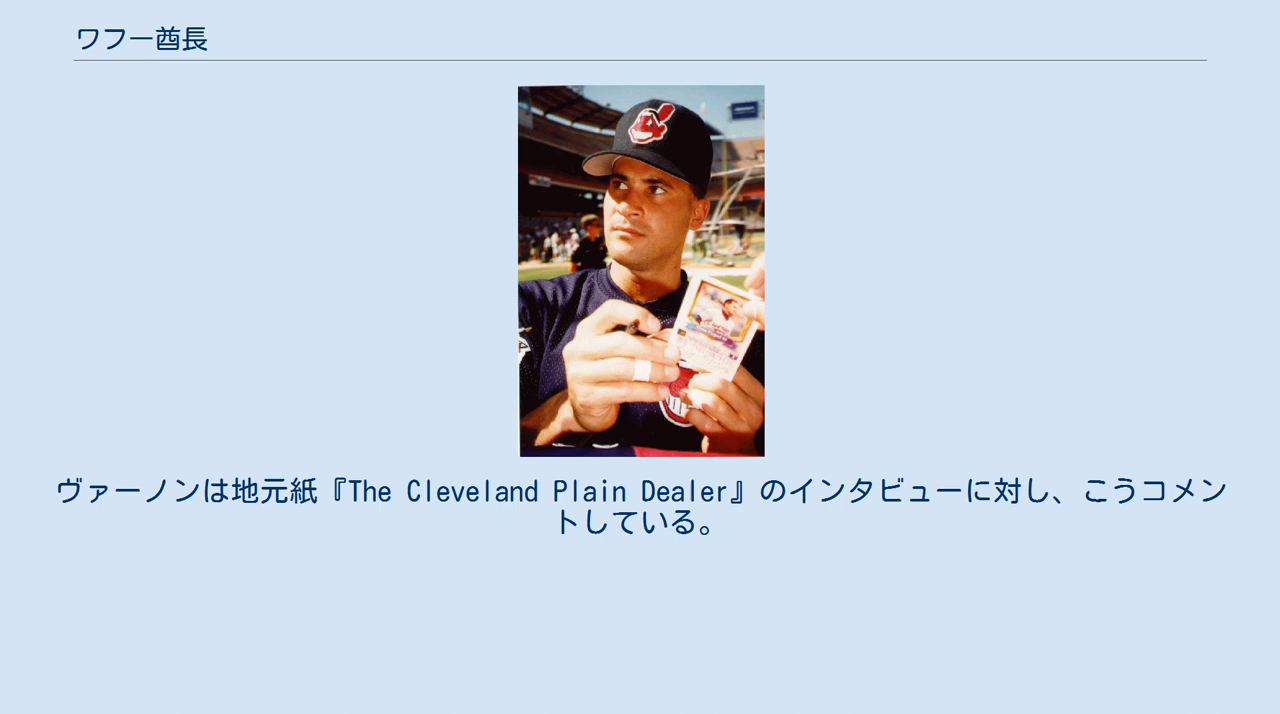 ワフー酋長
ヴァーノンは地元紙『The Cleveland Plain Dealer』のインタビューに対し、こうコメン
トしている。